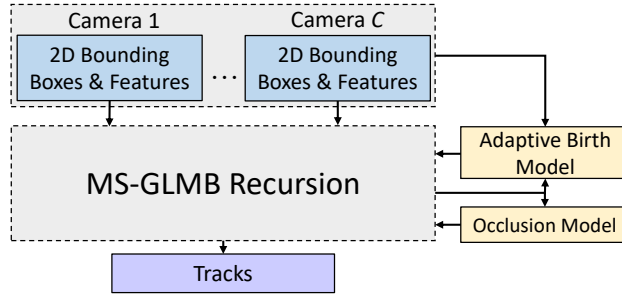 Camera 1
Camera C
2D Bounding
Boxes & Features
...
2D Bounding
Boxes & Features
MS-GLMB Recursion
Adaptive Birth
Model
Occlusion Model
Tracks